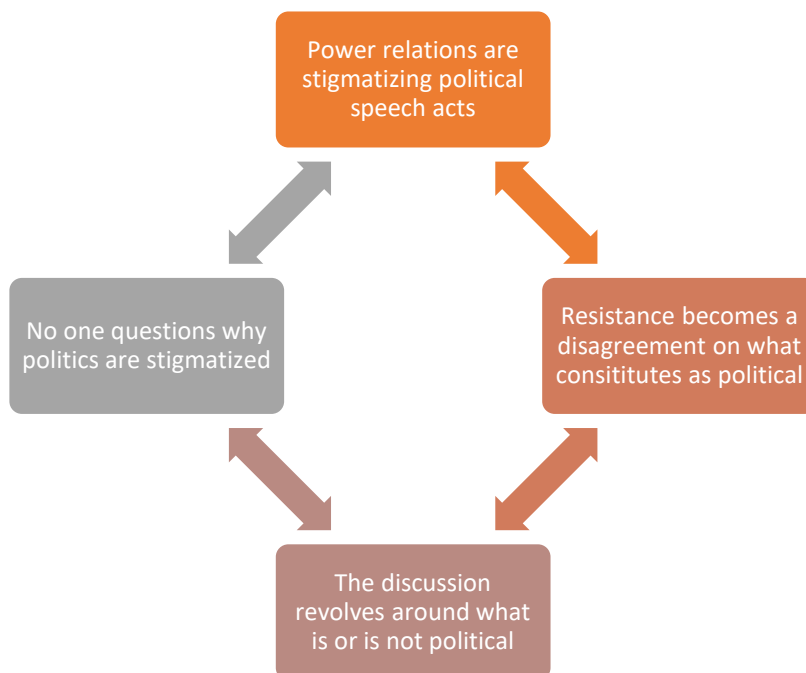 Power relations are
stigmatizing political
speech acts
No one questions why
politics are stigmatized
Resistance becomes a
disagreement on what
consititutes as political
The discussion
revolves around what
is or is not political